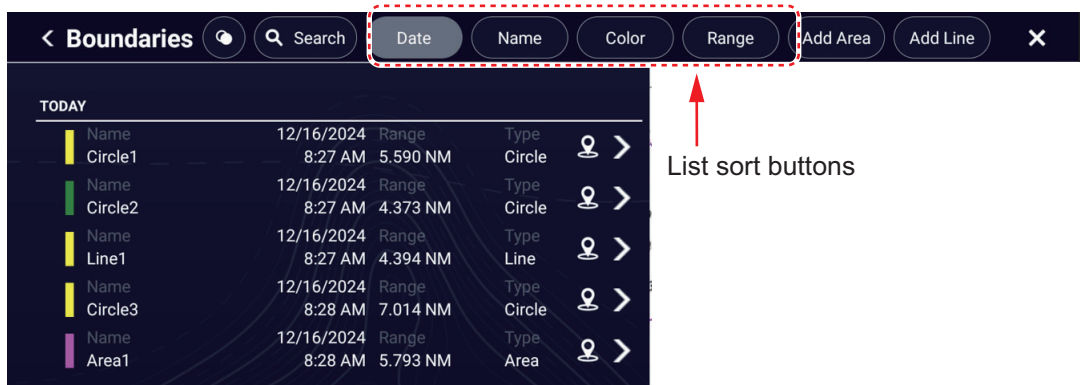 Boundaries Search Date Name Color Range Add Area Add Line
TODAY
Name 12/16/2024 Range Type
Circle1 8:27 AM 5.590 NM Circle
Name 12/16/2024 Range Type
Circle2 8:27 AM 4.373 NM Circle
Name 12/16/2024 Range Type
Line1 8:27 AM 4.394 NM Line
Name 12/16/2024 Range Type
Circle3 8:28 AM 7.014 NM Circle
Name 12/16/2024 Range Type
Area1 8:28 AM 5.793 NM Area
List sort buttons